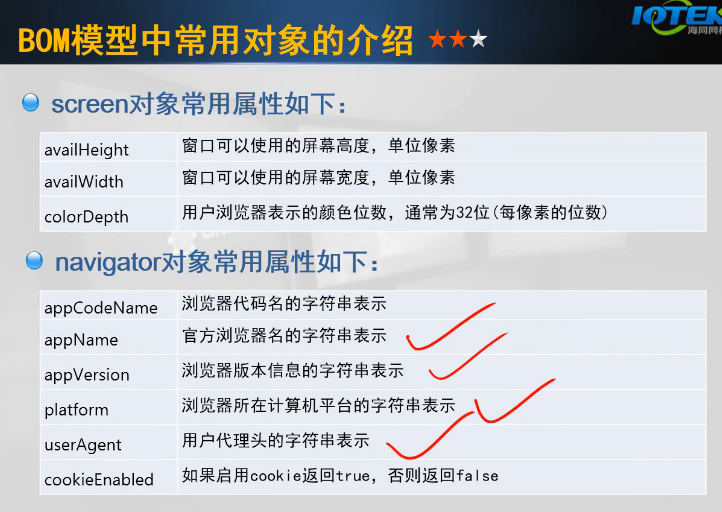 IOTEK
海同网校
BOM模型中常用对象的介绍
screen对象常用属性如下：
availHeight 窗口可以使用的屏幕高度，单位像素
availWidth 窗口可以使用的屏幕宽度，单位像素
colorDepth 用户浏览器表示的颜色位数，通常为32位(每像素的位数)
navigator对象常用属性如下：
appCodeName 浏览器代码名的字符串表示
appName 官方浏览器名的字符串表示
appVersion 浏览器版本信息的字符串表示
platform 浏览器所在计算机平台的字符串表示
userAgent 用户代理头的字符串表示
cookieEnabled 如果启用cookie返回true，否则返回false